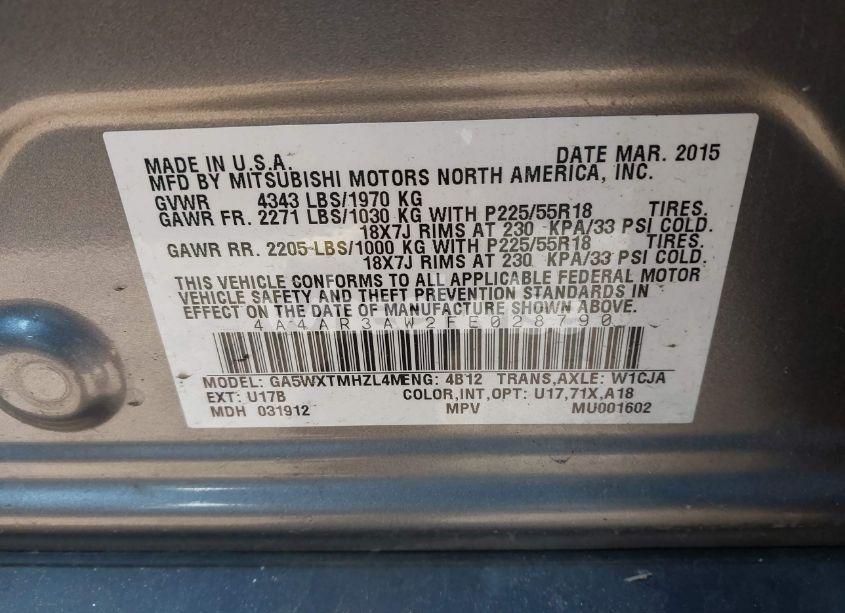 MADE IN U.S.A. DATE MAR. 2015
MFD BY MITSUBISHI MOTORS NORTH AMERICA, INC.
GVWR 4343 LBS/1970 KG
GAWR FR. 2271 LBS/1030 KG WITH P225/55R18 TIRES.
18X7J RIMS AT 230 KPA/33 PSI COLD.
GAWR RR. 2205 LBS/1000 KG WITH P225/55R18 TIRES.
18X7J RIMS AT 230 KPA/33 PSI COLD.
THIS VEHICLE CONFORMS TO ALL APPLICABLE FEDERAL MOTOR
VEHICLE SAFETY AND THEFT PREVENTION STANDARDS IN
EFFECT ON THE DATE OF MANUFACTURE SHOWN ABOVE.
4A4AR3AW2FE028790
MODEL: GA5WXTMHZL4MENG: 4B12 TRANS,AXLE: W1CJA
EXT: U17B COLOR,INT,OPT: U17,71X,A18
MDH 031912 MPV MU001602